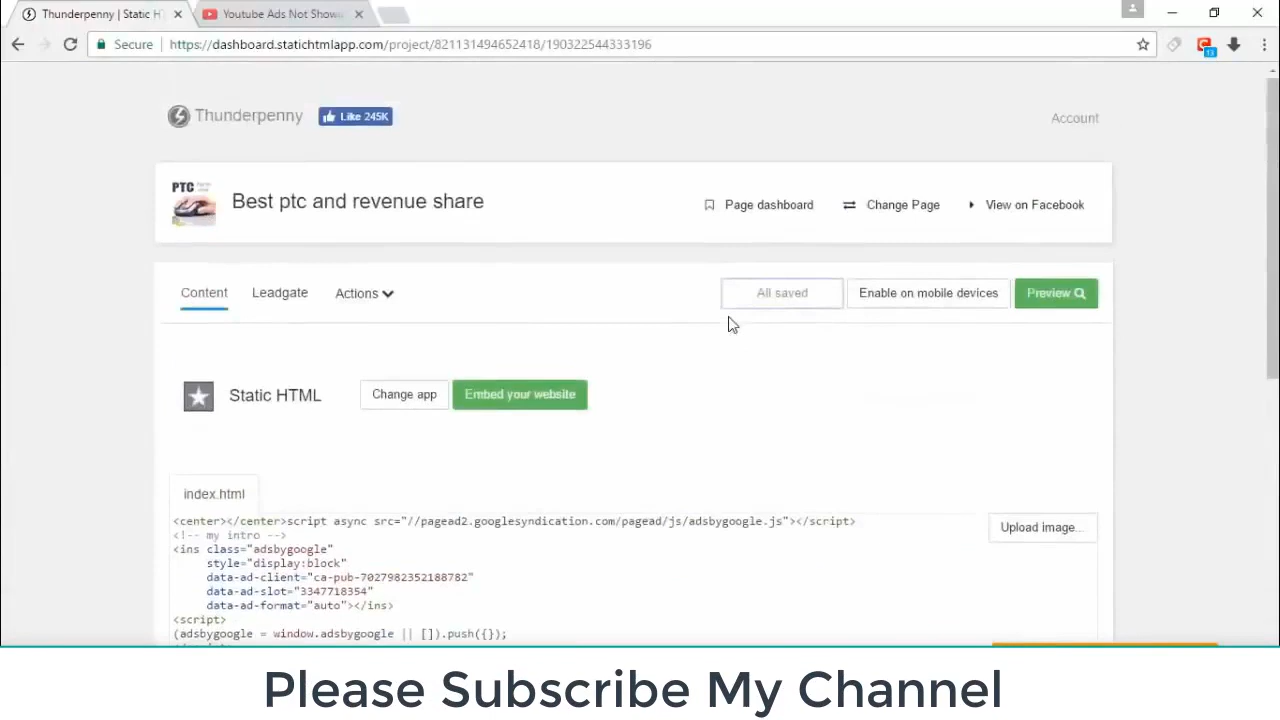 Thunderpenny | Static H
Youtube Ads Not Show
Secure
https://dashboard.statichtmlapp.com/project/821131494652418/190322544333196
13
Thunderpenny
Like 245K
Account
PTC
Best ptc and revenue share
Page dashboard
Change Page
View on Facebook
Content
Leadgate
Actions
All saved
Enable on mobile devices
Preview
Static HTML
Change app
Embed your website
index.html
<center></center>script async src="//pagead2.googlesyndication.com/pagead/js/adsbygoogle.js"></script>
<!-- my intro -->
<ins class="adsbygoogle"
style="display:block"
data-ad-client="ca-pub-7027982352188782"
data-ad-slot="3347718354"
data-ad-format="auto"></ins>
<script>
(adsbygoogle = window.adsbygoogle || []).push({});
Upload image...
Please Subscribe My Channel